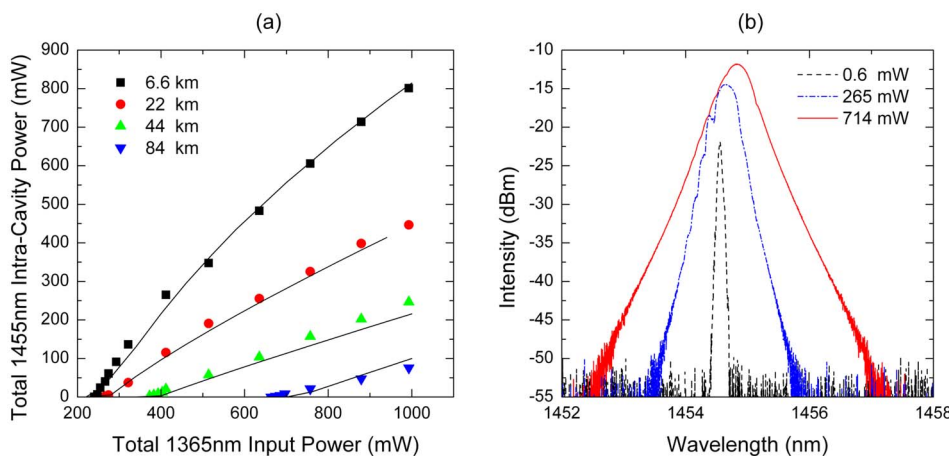 (a)
Total 1455nm Intra-Cavity Power (mW)
900
800
700
600
500
400
300
200
100
0
6.6 km
22 km
44 km
84 km
200
400
600
800
1000
Total 1365nm Input Power (mW)
(b)
Intensity (dBm)
-10
-15
-20
-25
-30
-35
-40
-45
-50
-55
0.6 mW
265 mW
714 mW
1452
1454
1456
1458
Wavelength (nm)